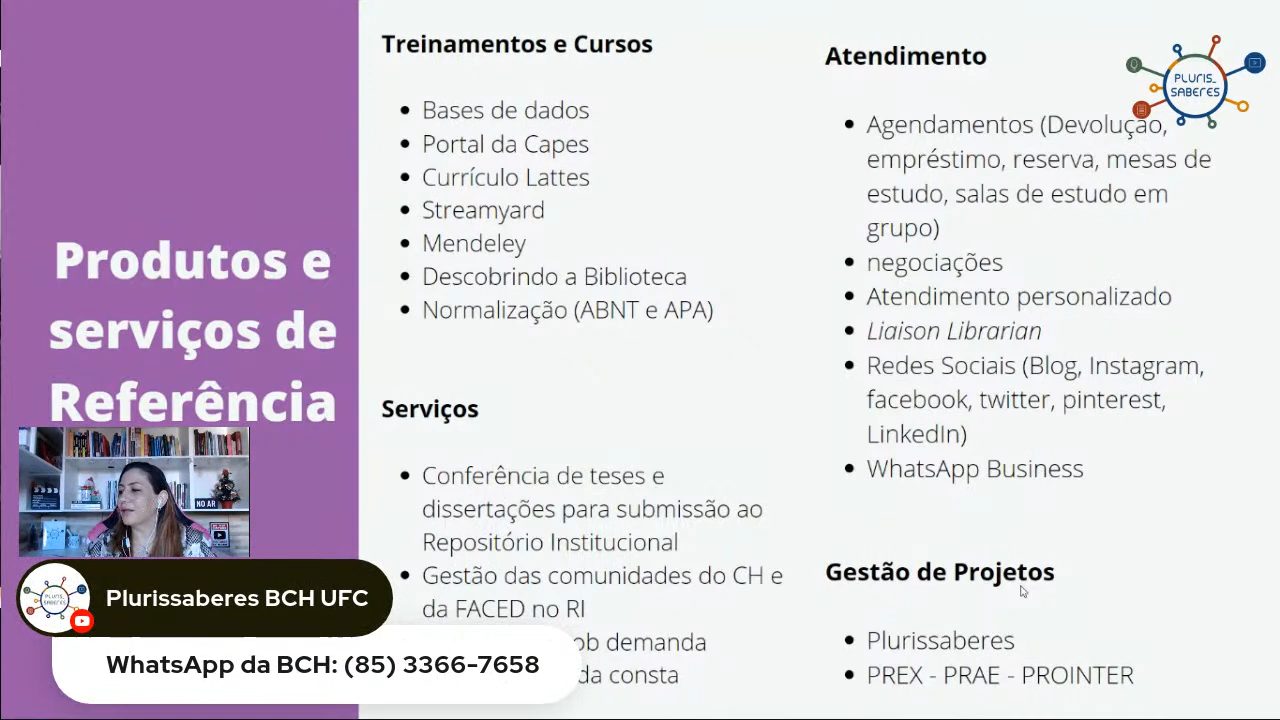 Produtos e
serviços de
Referência
Treinamentos e Cursos
Bases de dados
Portal da Capes
Currículo Lattes
Streamyard
Mendeley
Descobrindo a Biblioteca
Normalização (ABNT e APA)
Serviços
Conferência de teses e
dissertações para submissão ao
Repositório Institucional
Gestão das comunidades do CH e
da FACED no RI
demanda
da consta
Atendimento
Agendamentos (Devolução,
empréstimo, reserva, mesas de
estudo, salas de estudo em
grupo)
negociações
Atendimento personalizado
Liaison Librarian
Redes Sociais (Blog, Instagram,
facebook, twitter, pinterest,
LinkedIn)
WhatsApp Business
Gestão de Projetos
Plurissaberes
PREX - PRAE - PROINTER
PLURIS_
SABERES
NO AR
Plurissaberes BCH UFC
WhatsApp da BCH: (85) 3366-7658